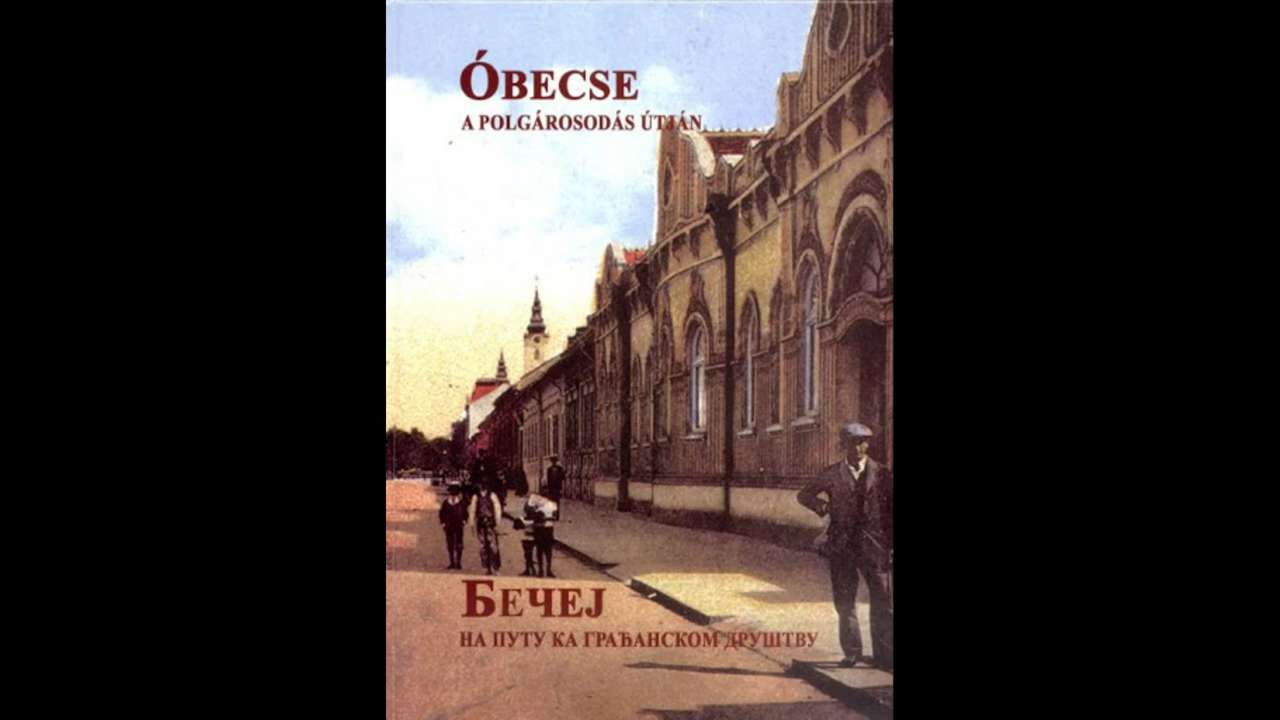 ÓBECSE
A POLGÁROSODÁS ÚTJÁN
БЕЧЕЈ
НА ПУТУ КА ГРАЂАНСКОМ ДРУШТВУ